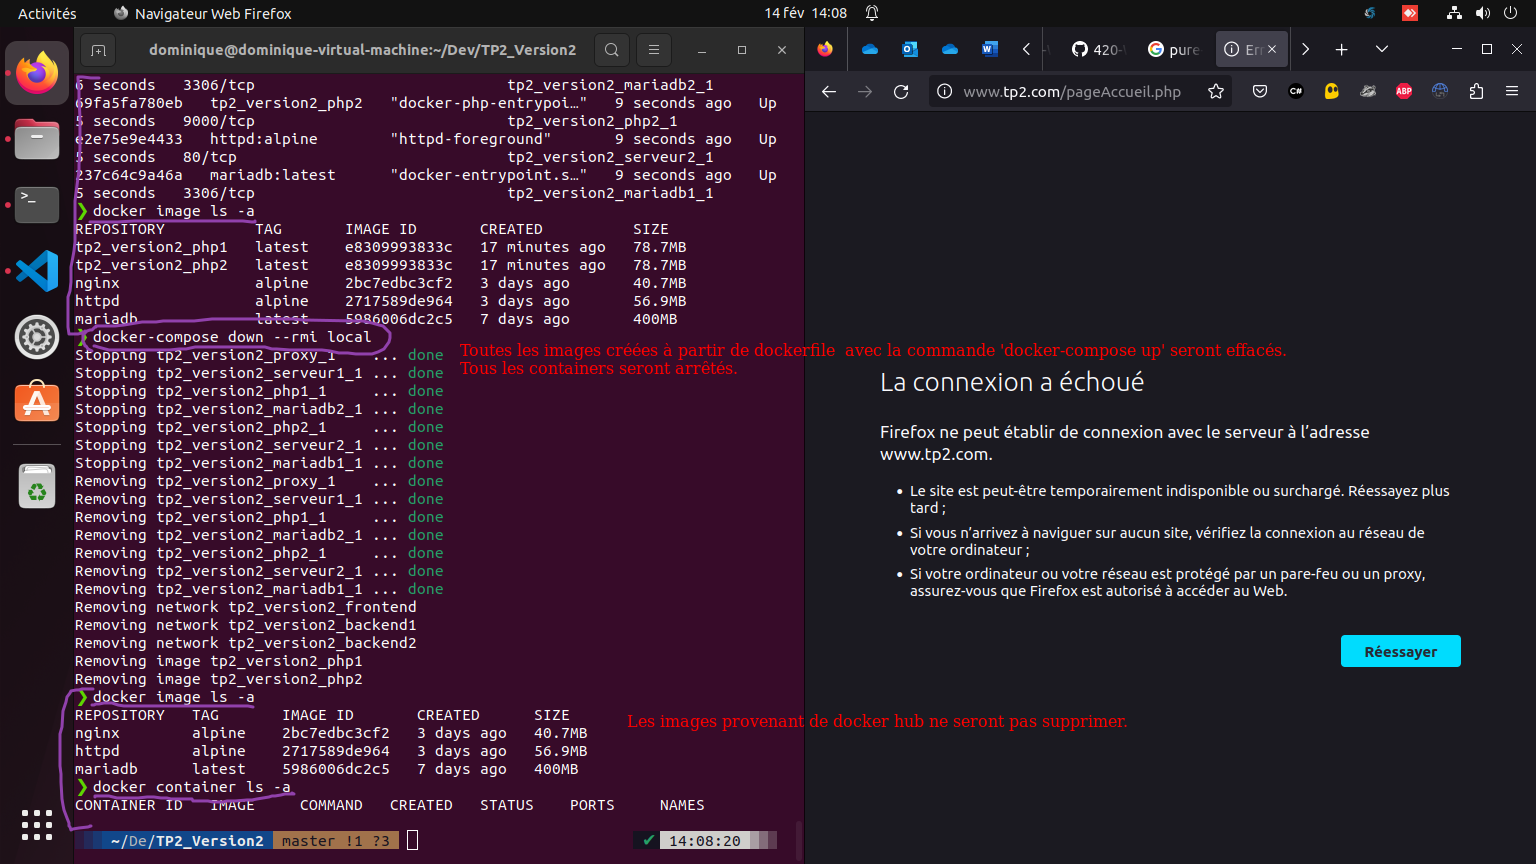 Activités
Navigateur Web Firefox
14 fév 14:08
dominique@dominique-virtual-machine:~/Dev/TP2_Version2
420-
pure
Err
www.tp2.com/pageAccueil.php
C#
ABP
6 seconds 3306/tcp tp2_version2_mariadb2_1
69fa5fa780eb tp2_version2_php2 "docker-php-entrypoi…" 9 seconds ago Up
5 seconds 9000/tcp tp2_version2_php2_1
e2e75e9e4433 httpd:alpine "httpd-foreground" 9 seconds ago Up
5 seconds 80/tcp tp2_version2_serveur2_1
237c64c9a46a mariadb:latest "docker-entrypoint.s…" 9 seconds ago Up
5 seconds 3306/tcp tp2_version2_mariadb1_1
❯ docker image ls -a
REPOSITORY TAG IMAGE ID CREATED SIZE
tp2_version2_php1 latest e8309993833c 17 minutes ago 78.7MB
tp2_version2_php2 latest e8309993833c 17 minutes ago 78.7MB
nginx alpine 2bc7edbc3cf2 3 days ago 40.7MB
httpd alpine 2717589de964 3 days ago 56.9MB
mariadb latest 5986006dc2c5 7 days ago 400MB
❯ docker-compose down --rmi local
Stopping tp2_version2_proxy_1 ... done
Stopping tp2_version2_serveur1_1 ... done
Stopping tp2_version2_php1_1 ... done
Stopping tp2_version2_mariadb2_1 ... done
Stopping tp2_version2_php2_1 ... done
Stopping tp2_version2_serveur2_1 ... done
Stopping tp2_version2_mariadb1_1 ... done
Removing tp2_version2_proxy_1 ... done
Removing tp2_version2_serveur1_1 ... done
Removing tp2_version2_php1_1 ... done
Removing tp2_version2_mariadb2_1 ... done
Removing tp2_version2_php2_1 ... done
Removing tp2_version2_serveur2_1 ... done
Removing tp2_version2_mariadb1_1 ... done
Removing network tp2_version2_frontend
Removing network tp2_version2_backend1
Removing network tp2_version2_backend2
Removing image tp2_version2_php1
Removing image tp2_version2_php2
❯ docker image ls -a
REPOSITORY TAG IMAGE ID CREATED SIZE
nginx alpine 2bc7edbc3cf2 3 days ago 40.7MB
httpd alpine 2717589de964 3 days ago 56.9MB
mariadb latest 5986006dc2c5 7 days ago 400MB
❯ docker container ls -a
CONTAINER ID IMAGE COMMAND CREATED STATUS PORTS NAMES
~/De/TP2_Version2 master !1 ?3 ✔ 14:08:20
Toutes les images créées à partir de dockerfile avec la commande 'docker-compose up' seront effacés.
Tous les containers seront arrêtés.
Les images provenant de docker hub ne seront pas supprimer.
La connexion a échoué
Firefox ne peut établir de connexion avec le serveur à l’adresse
www.tp2.com.
• Le site est peut-être temporairement indisponible ou surchargé. Réessayez plus
tard ;
• Si vous n’arrivez à naviguer sur aucun site, vérifiez la connexion au réseau de
votre ordinateur ;
• Si votre ordinateur ou votre réseau est protégé par un pare-feu ou un proxy,
assurez-vous que Firefox est autorisé à accéder au Web.
Réessayer